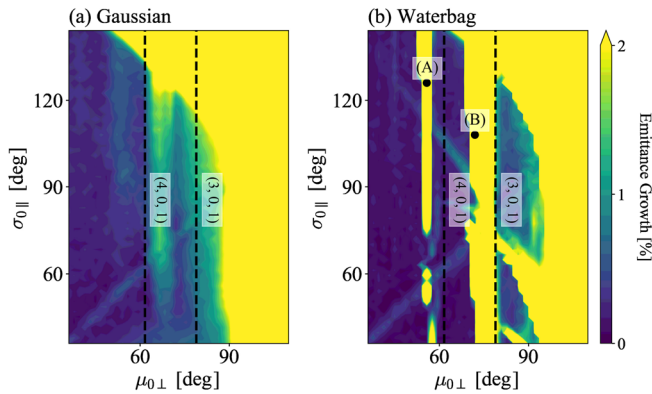 (a) Gaussian
(b) Waterbag
120
90
60
σ0∥ [deg]
(4, 0, 1)
(3, 0, 1)
60
90
μ0⊥ [deg]
120
90
60
σ0∥ [deg]
(A)
(B)
(4, 0, 1)
(3, 0, 1)
60
90
μ0⊥ [deg]
2
1
0
Emittance Growth [%]